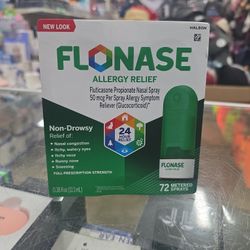 NEW LOOK
HALEON
FLONASE
ALLERGY RELIEF
Fluticasone Propionate Nasal Spray
50 mcg Per Spray Allergy Symptom
Reliever (Glucocorticoid)*
Non-Drowsy
Relief of:
• Nasal congestion
• Itchy, watery eyes
• Itchy nose
• Runny nose
• Sneezing
FULL PRESCRIPTION STRENGTH
24
HOUR
RELIEF
FLONASE
72 METERED
SPRAYS